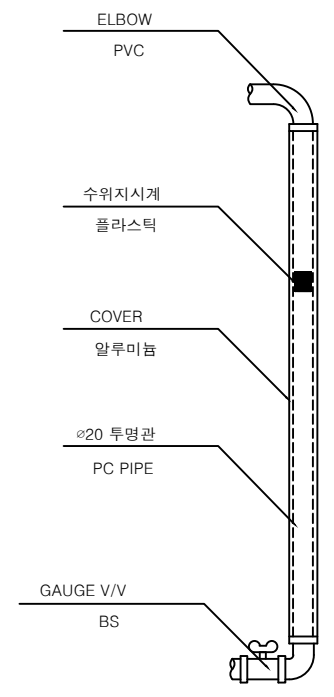 ELBOW
PVC
수위지시계
플라스틱
COVER
알루미늄
⌀20 투명관
PC PIPE
GAUGE V/V
BS